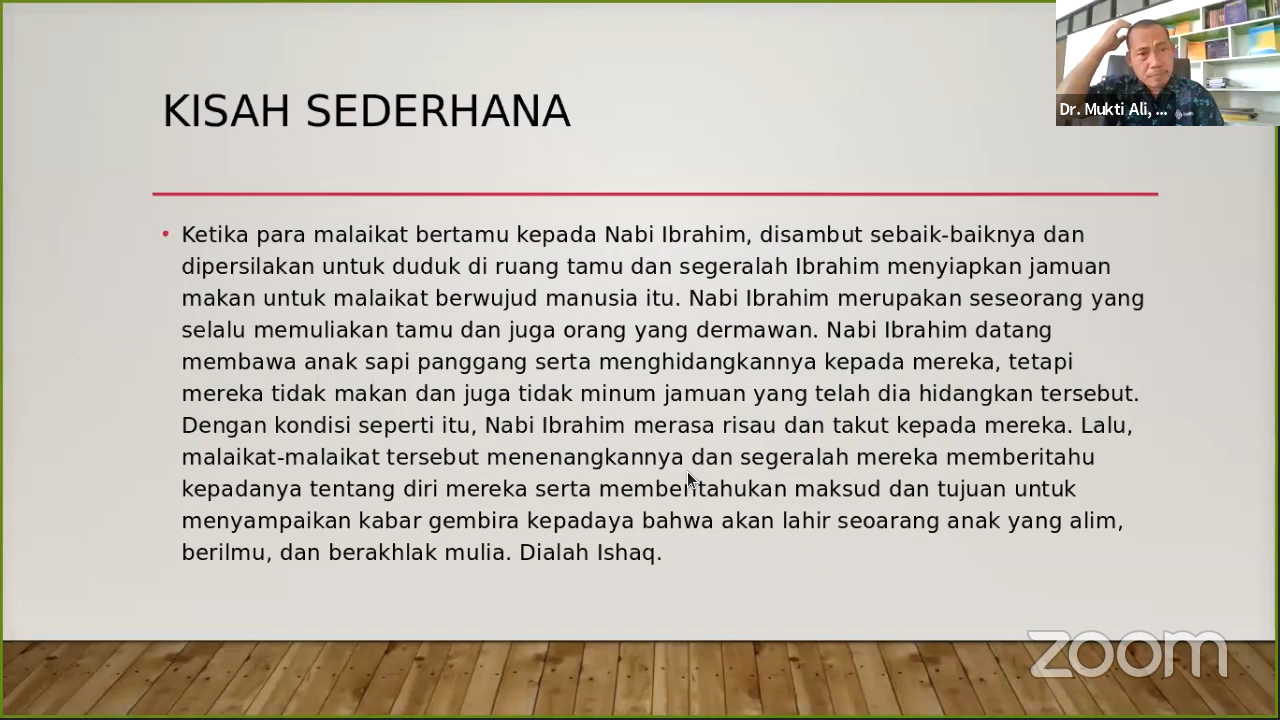 KISAH SEDERHANA
Dr. Mukti Ali, ...
• Ketika para malaikat bertamu kepada Nabi Ibrahim, disambut sebaik-baiknya dan
dipersilakan untuk duduk di ruang tamu dan segeralah Ibrahim menyiapkan jamuan
makan untuk malaikat berwujud manusia itu. Nabi Ibrahim merupakan seseorang yang
selalu memuliakan tamu dan juga orang yang dermawan. Nabi Ibrahim datang
membawa anak sapi panggang serta menghidangkannya kepada mereka, tetapi
mereka tidak makan dan juga tidak minum jamuan yang telah dia hidangkan tersebut.
Dengan kondisi seperti itu, Nabi Ibrahim merasa risau dan takut kepada mereka. Lalu,
malaikat-malaikat tersebut menenangkannya dan segeralah mereka memberitahu
kepadanya tentang diri mereka serta memberitahukan maksud dan tujuan untuk
menyampaikan kabar gembira kepadaya bahwa akan lahir seoarang anak yang alim,
berilmu, dan berakhlak mulia. Dialah Ishaq.
zoom